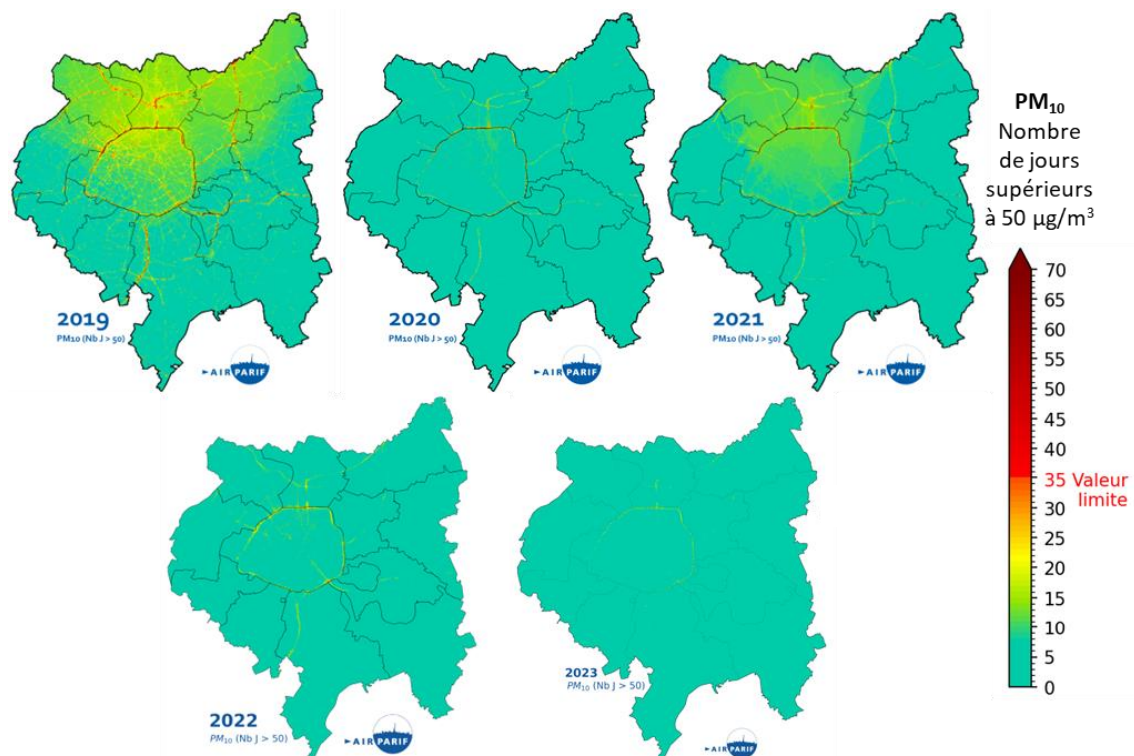 2019
PM10 (Nb J > 50)
AIRPARIF
2020
PM10 (Nb J > 50)
AIRPARIF
2021
PM10 (Nb J > 50)
AIRPARIF
PM₁₀
Nombre
de jours
supérieurs
à 50 µg/m³
70
65
60
55
50
45
40
35 Valeur
limite
30
25
20
15
10
5
0
2022
PM₁₀ (Nb J > 50)
AIRPARIF
2023
PM₁₀ (Nb J > 50)
AIRPARIF